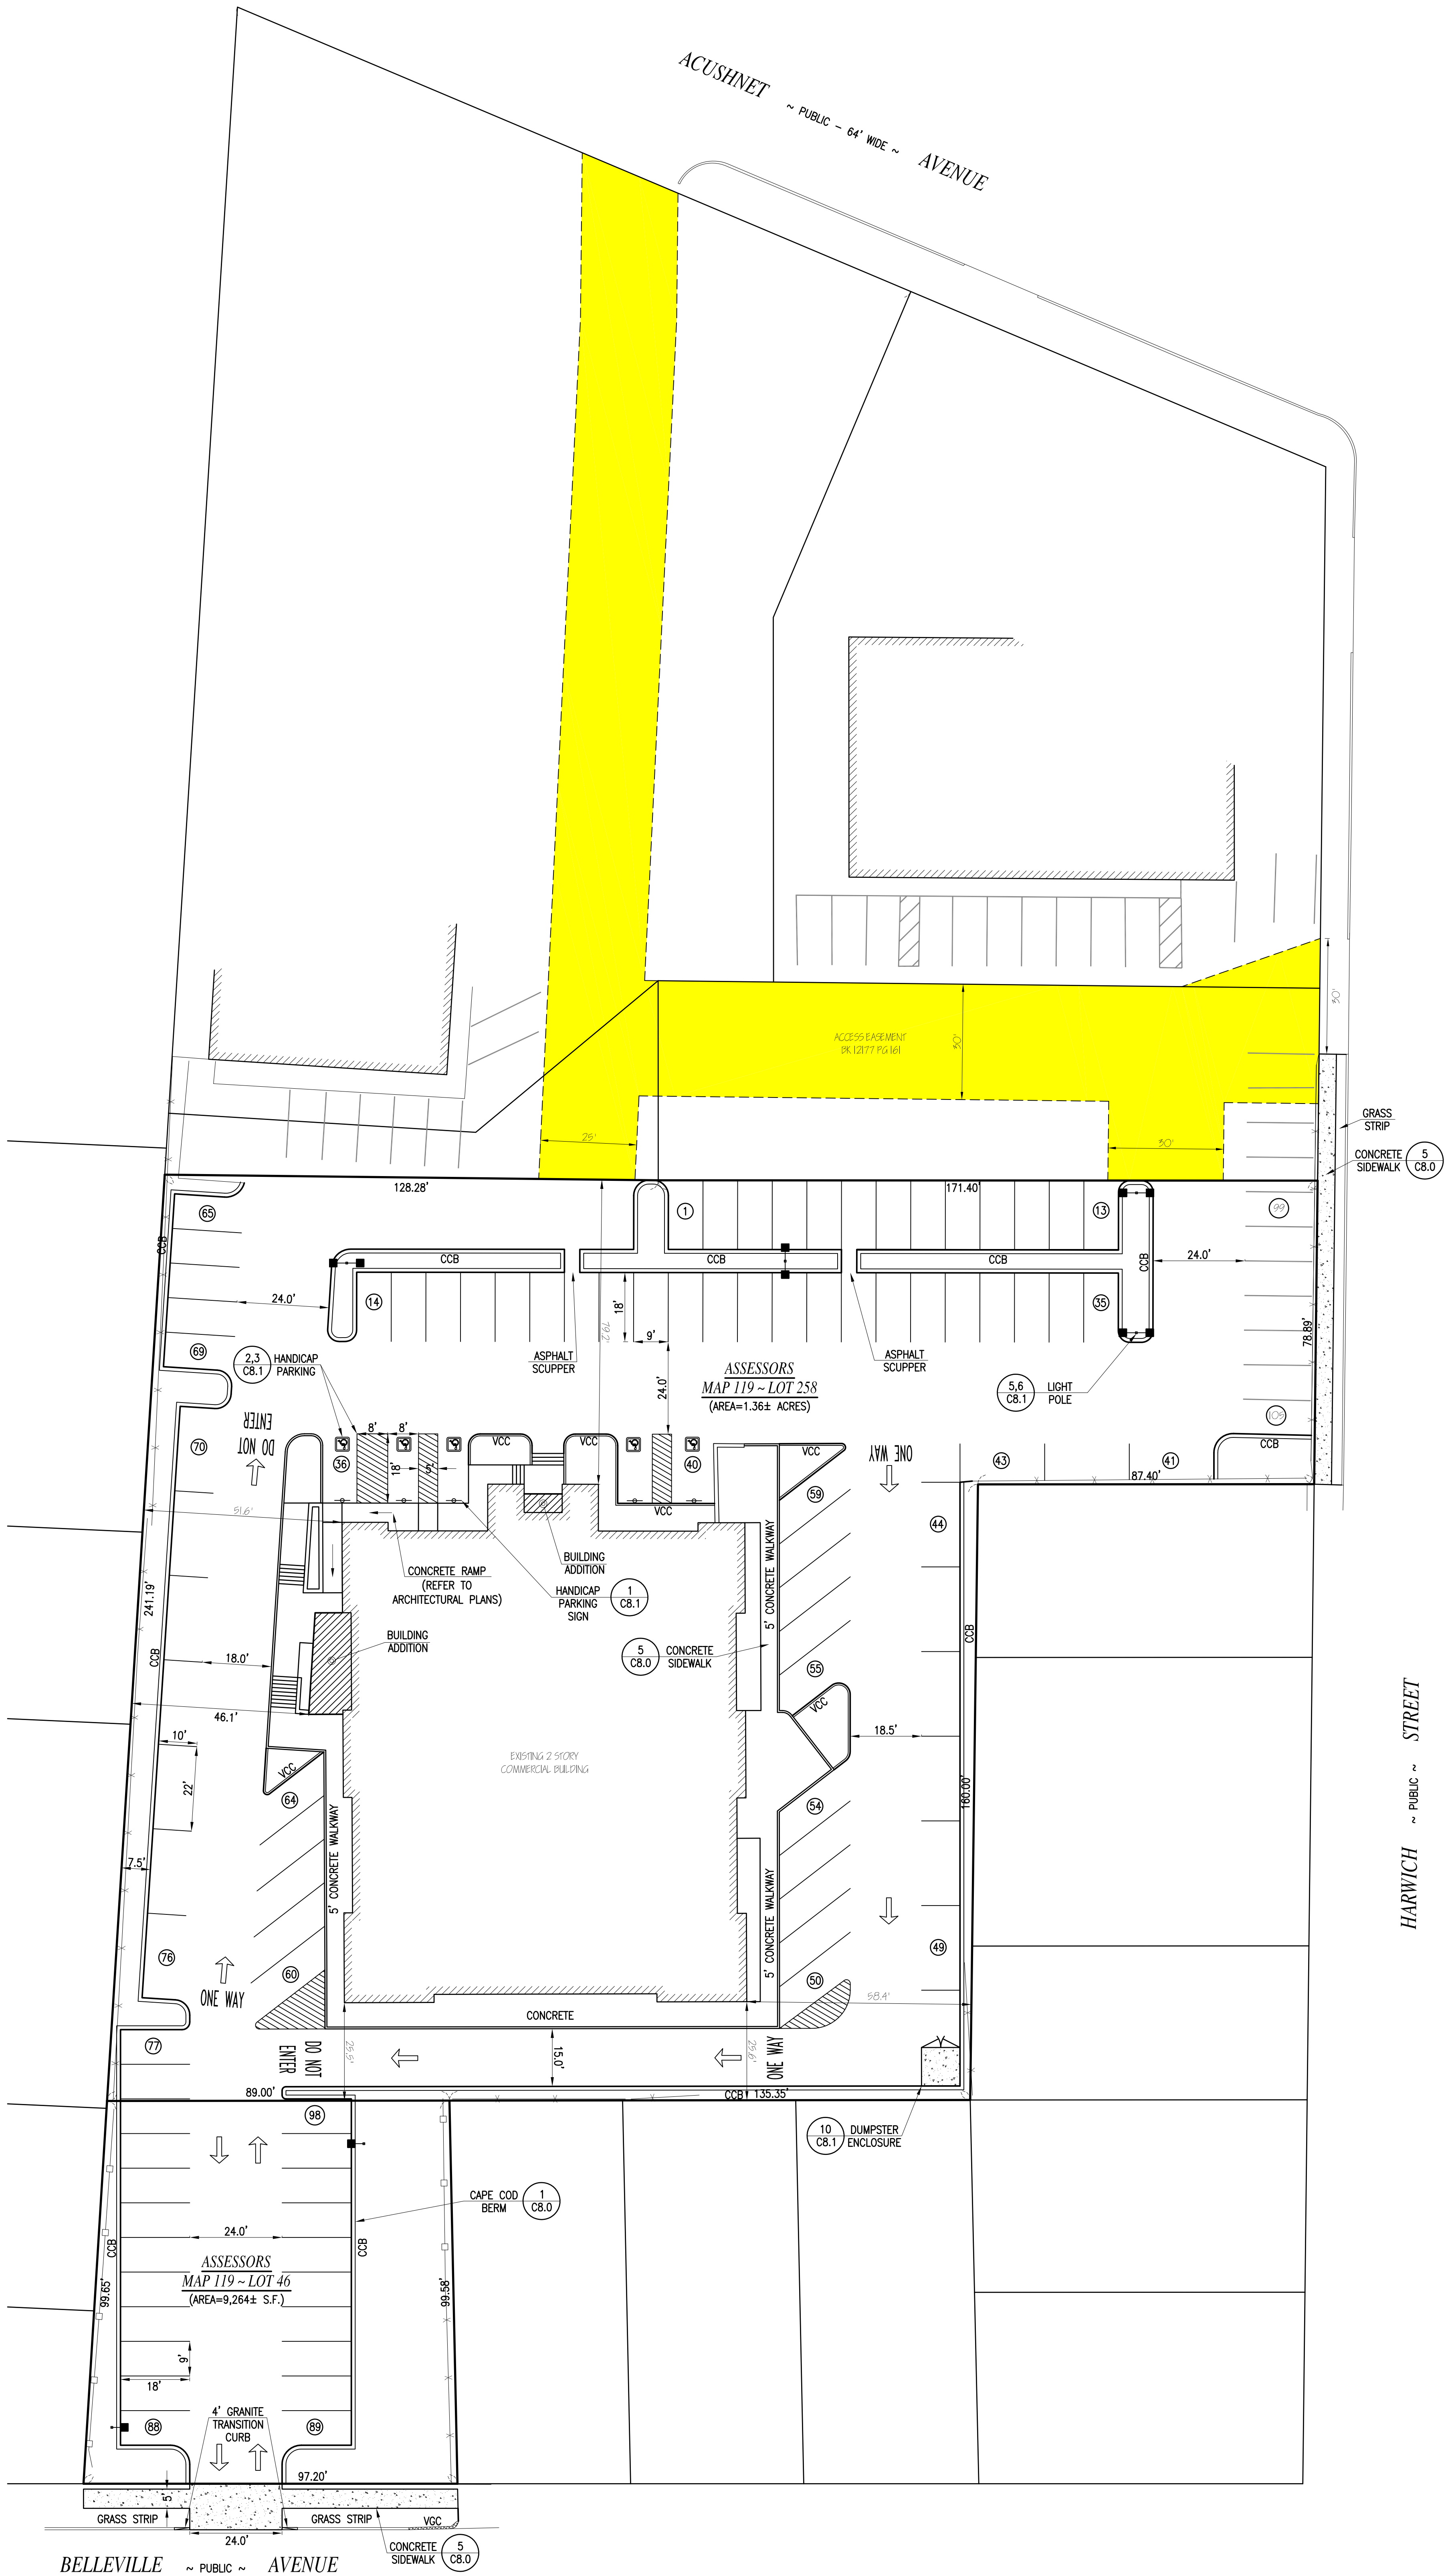 ACUSHNET ~ PUBLIC - 64' WIDE ~ AVENUE
30'
ACCESS EASEMENT
BK 12177 PG 161
30'
GRASS
STRIP
CONCRETE
SIDEWALK
5
C8.0
25'
30'
128.28'
171.40'
65
1
13
99
CCB
CCB
CCB
CCB
CCB
24.0'
24.0'
14
35
18'
9'
79.2'
78.89'
69
2,3
C8.1
HANDICAP
PARKING
ASPHALT
SCUPPER
ASPHALT
SCUPPER
24.0'
ASSESSORS
MAP 119 ~ LOT 258
(AREA=1.36± ACRES)
5,6
C8.1
LIGHT
POLE
105
DO NOT
ENTER
70
8'
8'
36
18'
5'
VCC
VCC
40
VCC
VCC
ONE WAY
CCB
43
41
87.40'
59
44
51.6'
CONCRETE RAMP
(REFER TO
ARCHITECTURAL PLANS)
BUILDING
ADDITION
HANDICAP
PARKING
SIGN
1
C8.1
5' CONCRETE WALKWAY
241.19'
CCB
BUILDING
ADDITION
5
C8.0
CONCRETE
SIDEWALK
CCB
55
18.0'
46.1'
VCC
18.5'
10'
22'
VCC
64
EXISTING 2 STORY
COMMERCIAL BUILDING
54
160.00'
HARWICH ~ PUBLIC ~ STREET
7.5'
5' CONCRETE WALKWAY
5' CONCRETE WALKWAY
76
60
50
49
ONE WAY
58.4'
CONCRETE
77
DO NOT
ENTER
25.5'
15.0'
25.6'
ONE WAY
89.00'
CCB
135.35'
98
10
C8.1
DUMPSTER
ENCLOSURE
CAPE COD
BERM
1
C8.0
24.0'
CCB
CCB
ASSESSORS
MAP 119 ~ LOT 46
(AREA=9,264± S.F.)
99.65'
99.58'
9'
18'
88
4' GRANITE
TRANSITION
CURB
89
97.20'
5'
GRASS STRIP
GRASS STRIP
VGC
24.0'
CONCRETE
SIDEWALK
5
C8.0
BELLEVILLE ~ PUBLIC ~ AVENUE